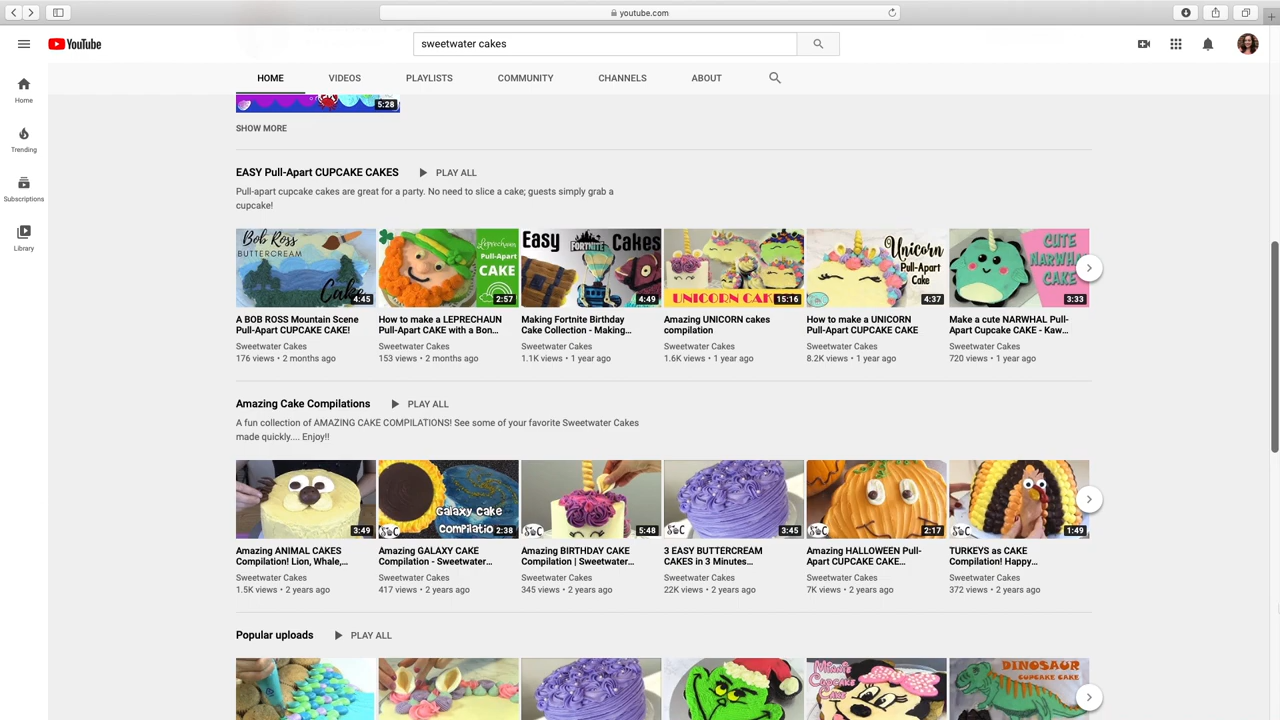 youtube.com
YouTube
sweetwater cakes
HOME VIDEOS PLAYLISTS COMMUNITY CHANNELS ABOUT
Home
Trending
Subscriptions
Library
5:28
SHOW MORE
EASY Pull-Apart CUPCAKE CAKES PLAY ALL
Pull-apart cupcake cakes are great for a party. No need to slice a cake; guests simply grab a
cupcake!
Bob Ross
BUTTERCREAM
Cake
4:45
Leprechaun
Pull-Apart
CAKE
2:57
Easy FORTNITE Cakes
4:49
UNICORN CAK
15:16
Unicorn
Pull-Apart
Cake
4:37
CUTE
NARWHAL
CAKE
3:33
A BOB ROSS Mountain Scene
Pull-Apart CUPCAKE CAKE!
Sweetwater Cakes
176 views • 2 months ago
How to make a LEPRECHAUN
Pull-Apart CAKE with a Bon...
Sweetwater Cakes
153 views • 2 months ago
Making Fortnite Birthday
Cake Collection - Making...
Sweetwater Cakes
1.1K views • 1 year ago
Amazing UNICORN cakes
compilation
Sweetwater Cakes
1.6K views • 1 year ago
How to make a UNICORN
Pull-Apart CUPCAKE CAKE
Sweetwater Cakes
8.2K views • 1 year ago
Make a cute NARWHAL Pull-
Apart Cupcake CAKE - Kaw...
Sweetwater Cakes
720 views • 1 year ago
Amazing Cake Compilations PLAY ALL
A fun collection of AMAZING CAKE COMPILATIONS! See some of your favorite Sweetwater Cakes
made quickly.... Enjoy!!
3:49
Galaxy Cake
Compilatio
2:38
5:48
3:45
2:17
1:49
Amazing ANIMAL CAKES
Compilation! Lion, Whale,...
Sweetwater Cakes
1.5K views • 2 years ago
Amazing GALAXY CAKE
Compilation - Sweetwater...
Sweetwater Cakes
417 views • 2 years ago
Amazing BIRTHDAY CAKE
Compilation | Sweetwater...
Sweetwater Cakes
345 views • 2 years ago
3 EASY BUTTERCREAM
CAKES in 3 Minutes...
Sweetwater Cakes
22K views • 2 years ago
Amazing HALLOWEEN Pull-
Apart CUPCAKE CAKE...
Sweetwater Cakes
7K views • 2 years ago
TURKEYS as CAKE
Compilation! Happy...
Sweetwater Cakes
372 views • 2 years ago
Popular uploads PLAY ALL
Minnie
CUPCAKE
Cake
DINOSAUR
CUPCAKE CAKE